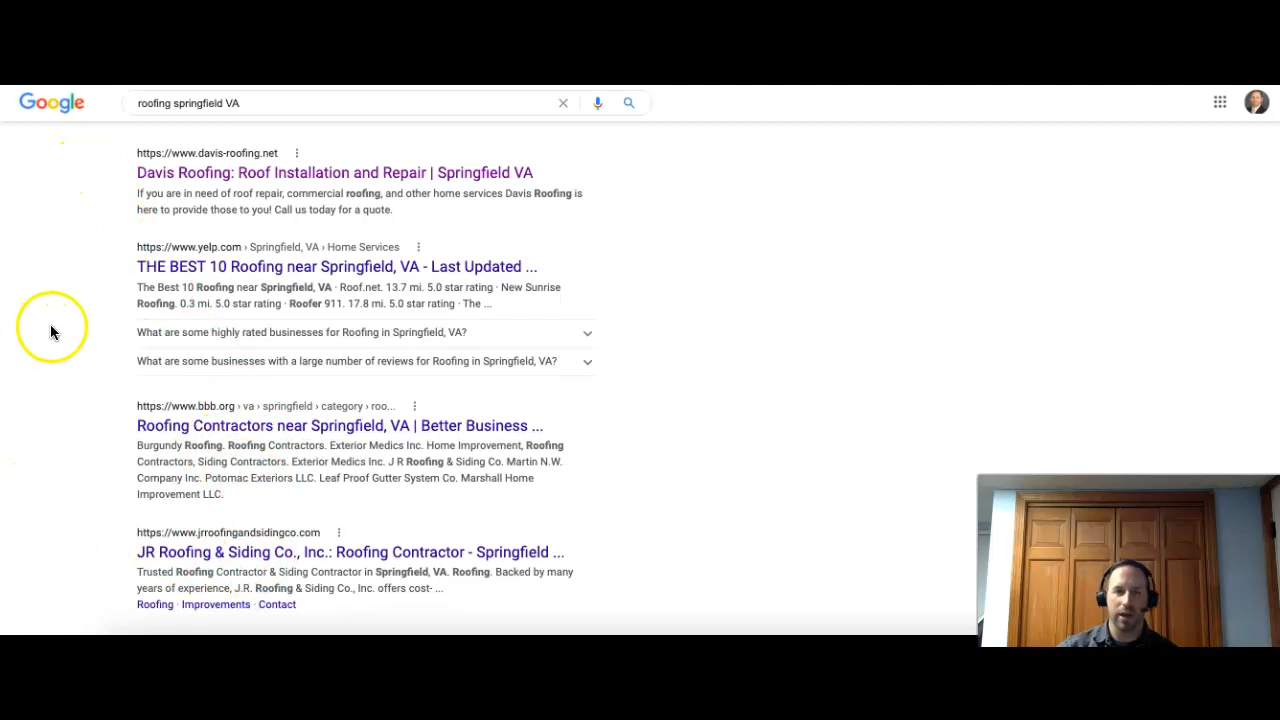 Google
roofing springfield VA
https://www.davis-roofing.net
Davis Roofing: Roof Installation and Repair | Springfield VA
If you are in need of roof repair, commercial roofing, and other home services Davis Roofing is
here to provide those to you! Call us today for a quote.
https://www.yelp.com › Springfield, VA › Home Services
THE BEST 10 Roofing near Springfield, VA - Last Updated ...
The Best 10 Roofing near Springfield, VA · Roof.net. 13.7 mi. 5.0 star rating · New Sunrise
Roofing. 0.3 mi. 5.0 star rating · Roofer 911. 17.8 mi. 5.0 star rating · The ...
What are some highly rated businesses for Roofing in Springfield, VA?
What are some businesses with a large number of reviews for Roofing in Springfield, VA?
https://www.bbb.org › va › springfield › category › roo...
Roofing Contractors near Springfield, VA | Better Business ...
Burgundy Roofing. Roofing Contractors. Exterior Medics Inc. Home Improvement, Roofing
Contractors, Siding Contractors. Exterior Medics Inc. J R Roofing & Siding Co. Martin N.W.
Company Inc. Potomac Exteriors LLC. Leaf Proof Gutter System Co. Marshall Home
Improvement LLC.
https://www.jrroofingandsidingco.com
JR Roofing & Siding Co., Inc.: Roofing Contractor - Springfield ...
Trusted Roofing Contractor & Siding Contractor in Springfield, VA. Roofing. Backed by many
years of experience, J.R. Roofing & Siding Co., Inc. offers cost- ...
Roofing · Improvements · Contact